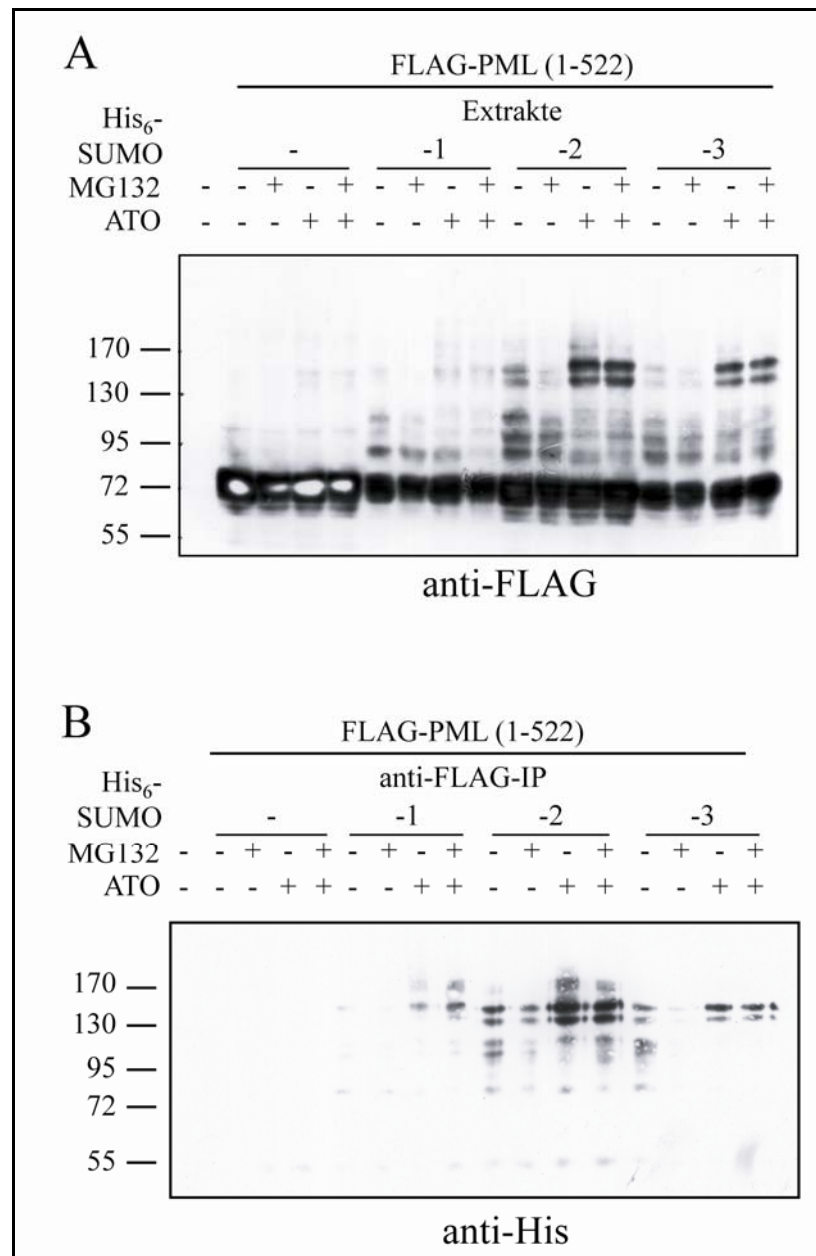 A
FLAG-PML (1-522)
His6- Extrakte
SUMO - -1 -2 -3
MG132 - - + - + - + - + - + - + - + - +
ATO - - - + + - - + + - - + + - - + +
170
130
95
72
55
anti-FLAG
B
FLAG-PML (1-522)
His6- anti-FLAG-IP
SUMO - -1 -2 -3
MG132 - - + - + - + - + - + - + - + - +
ATO - - - + + - - + + - - + + - - + +
170
130
95
72
55
anti-His